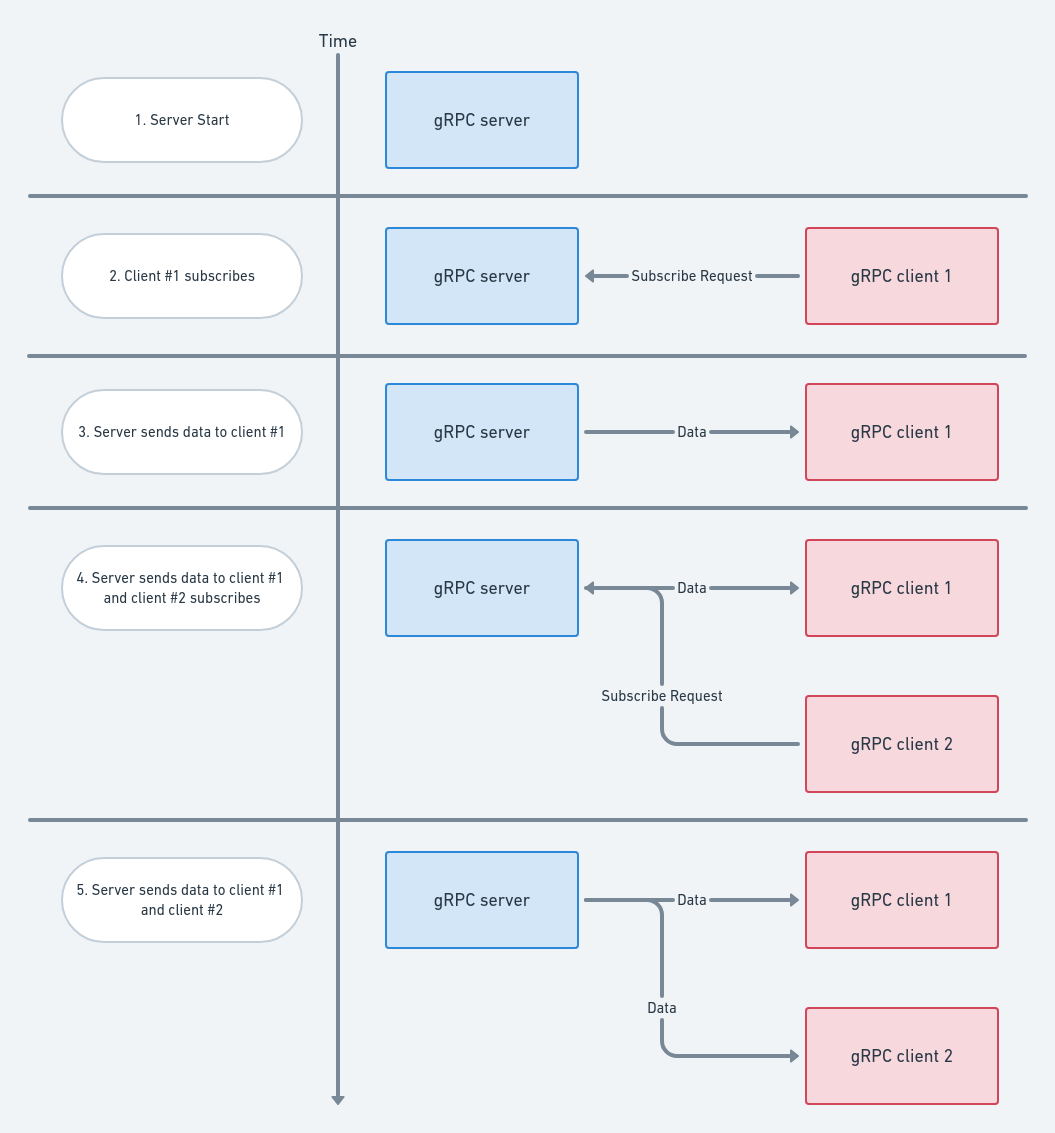 Time
1. Server Start
gRPC server
2. Client #1 subscribes
gRPC server
Subscribe Request
gRPC client 1
3. Server sends data to client #1
gRPC server
Data
gRPC client 1
4. Server sends data to client #1
and client #2 subscribes
gRPC server
Data
gRPC client 1
Subscribe Request
gRPC client 2
5. Server sends data to client #1
and client #2
gRPC server
Data
gRPC client 1
Data
gRPC client 2